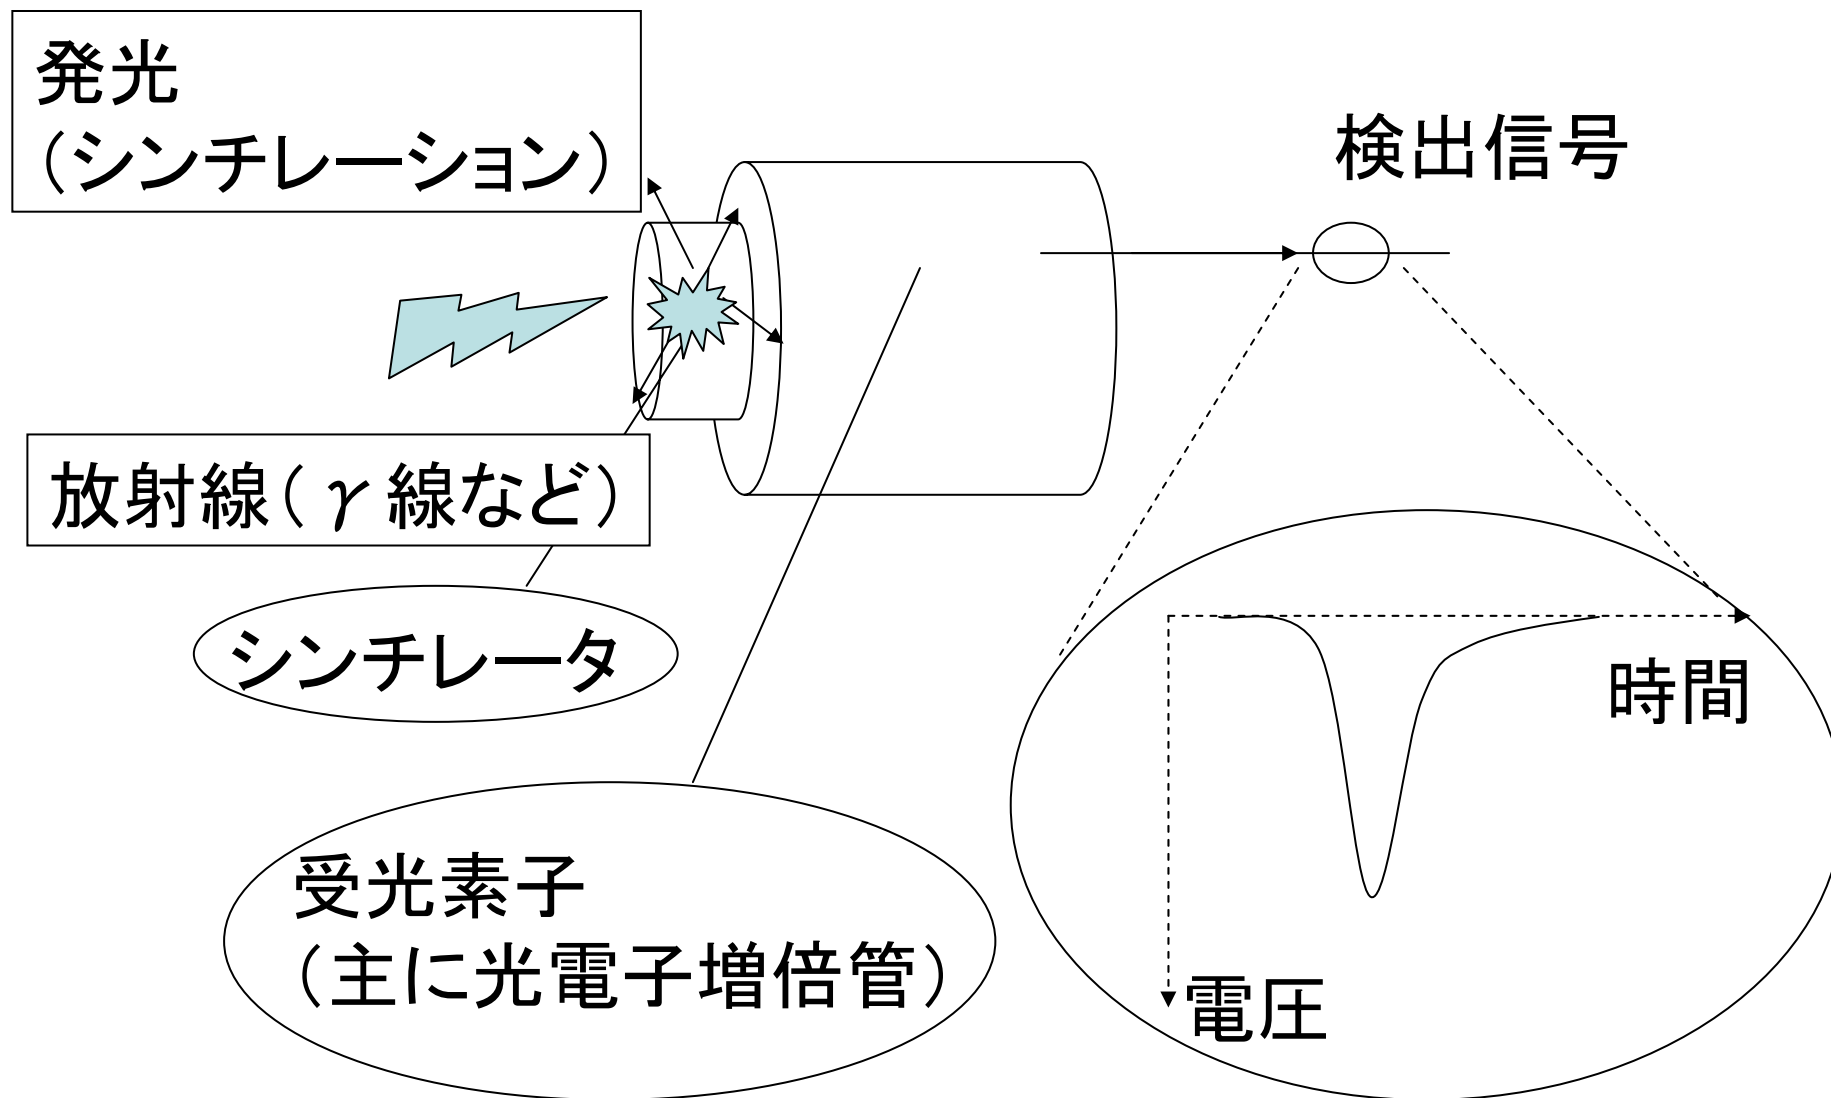 発光
（シンチレーション）
検出信号
放射線（γ線など）
シンチレータ
時間
受光素子
（主に光電子増倍管）
電圧